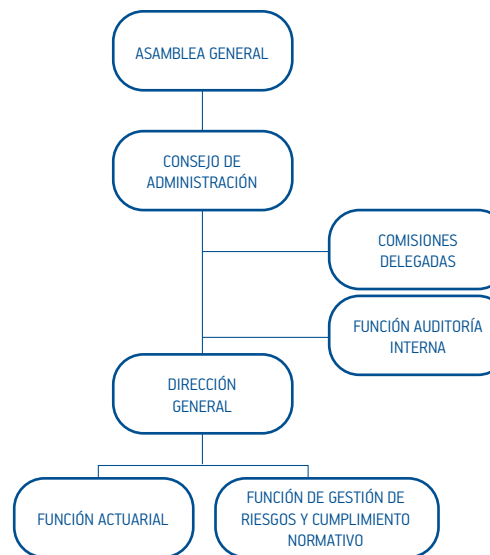 ASAMBLEA GENERAL
CONSEJO DE
ADMINISTRACIÓN
COMISIONES
DELEGADAS
FUNCIÓN AUDITORÍA
INTERNA
DIRECCIÓN
GENERAL
FUNCIÓN ACTUARIAL
FUNCIÓN DE GESTIÓN DE
RIESGOS Y CUMPLIMIENTO
NORMATIVO